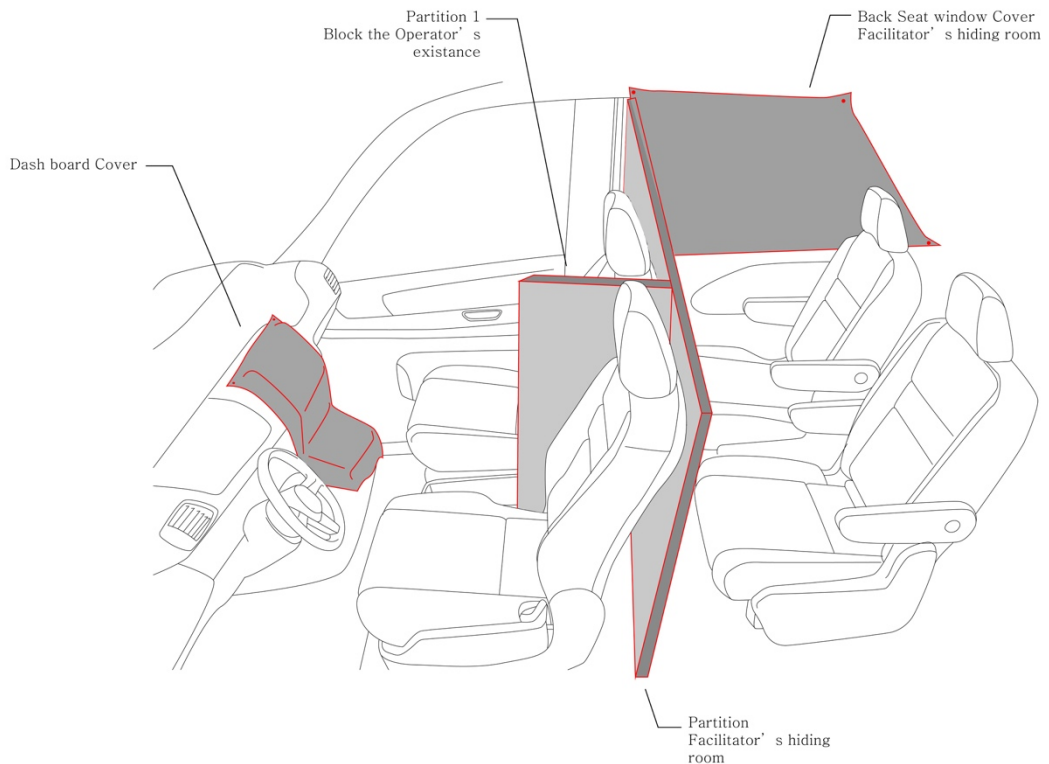 Partition 1
Block the Operator’s
existance
Back Seat window Cover
Facilitator’s hiding room
Dash board Cover
Partition
Facilitator’s hiding
room